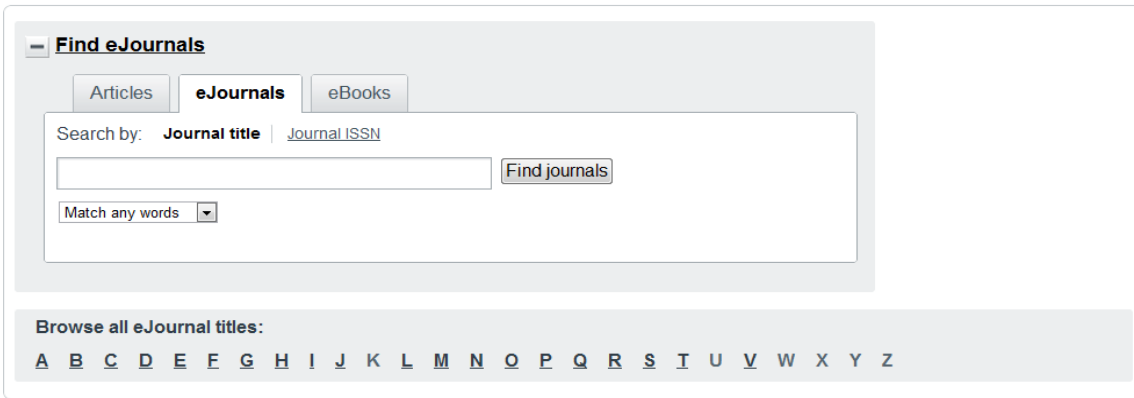 Find eJournals
Articles eJournals eBooks
Search by: Journal title Journal ISSN
Find journals
Match any words
Browse all eJournal titles:
A B C D E F G H I J K L M N O P Q R S T U V W X Y Z